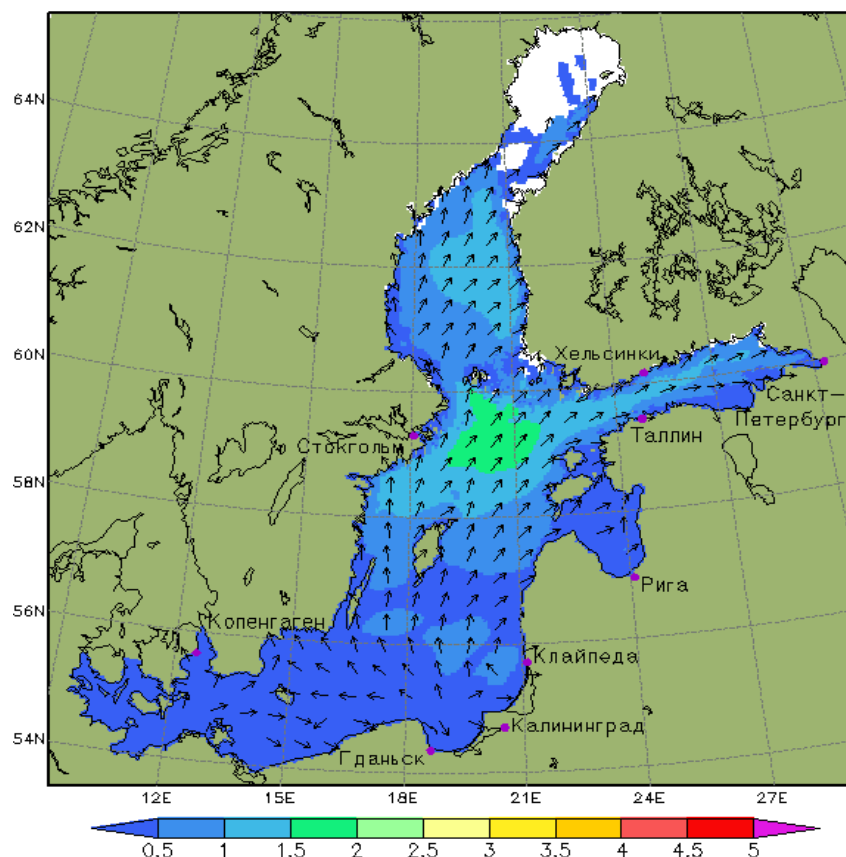 64N
62N
60N
58N
56N
54N
Хельсинки
Санкт-
Петербург
Стокгольм
Таллин
Рига
Копенгаген
Клайпеда
Калининград
Гданьск
12E 15E 18E 21E 24E 27E
0.5 1 1.5 2 2.5 3 3.5 4 4.5 5